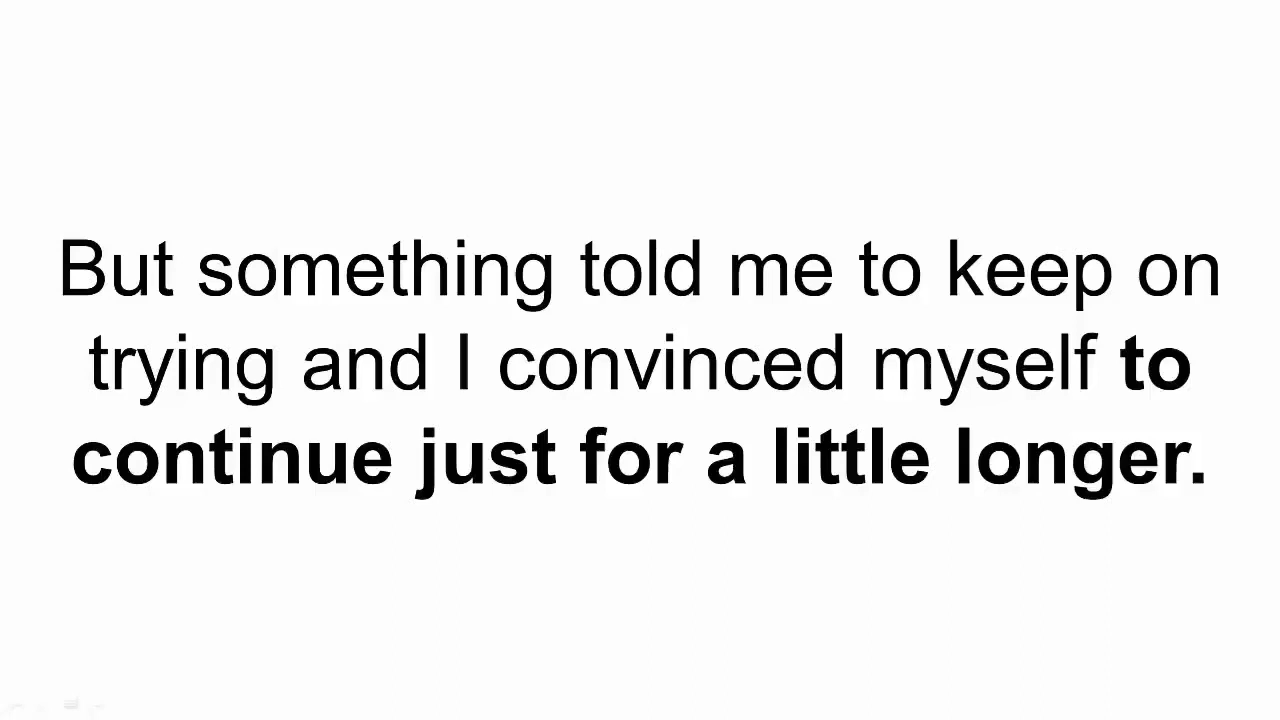 But something told me to keep on
trying and I convinced myself to
continue just for a little longer.